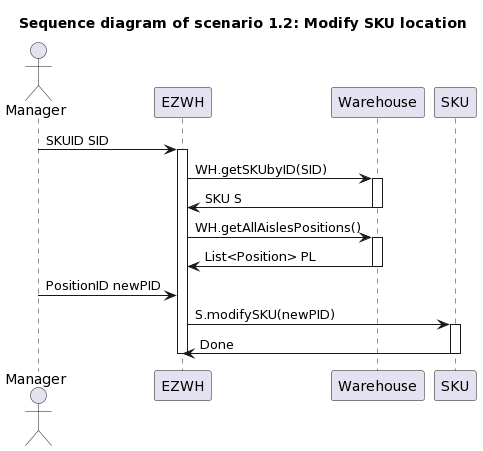 Sequence diagram of scenario 1.2: Modify SKU location
Manager
EZWH
Warehouse
SKU
SKUID SID
WH.getSKUbyID(SID)
SKU S
WH.getAllAislesPositions()
List<Position> PL
PositionID newPID
S.modifySKU(newPID)
Done
Manager
EZWH
Warehouse
SKU